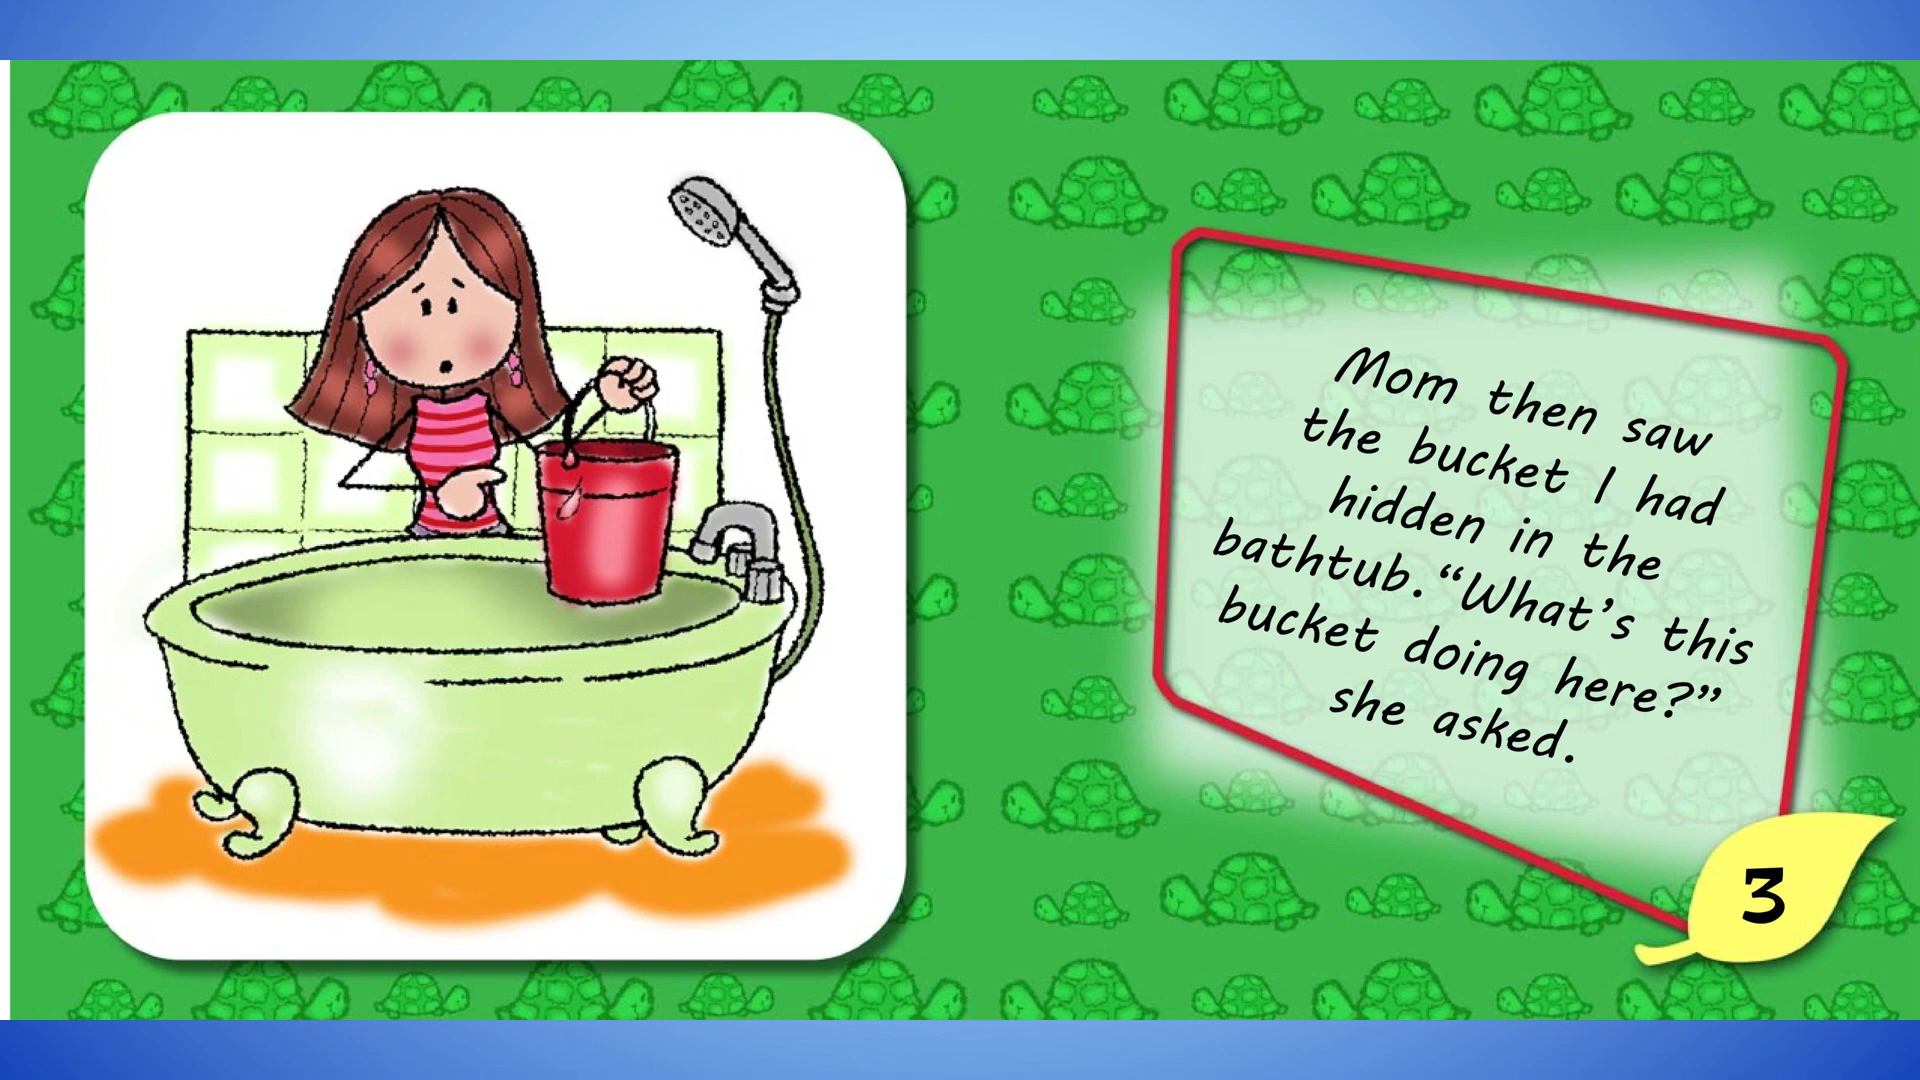 Mom then saw
the bucket I had
hidden in the
bathtub. “What’s this
bucket doing here?”
she asked.
3